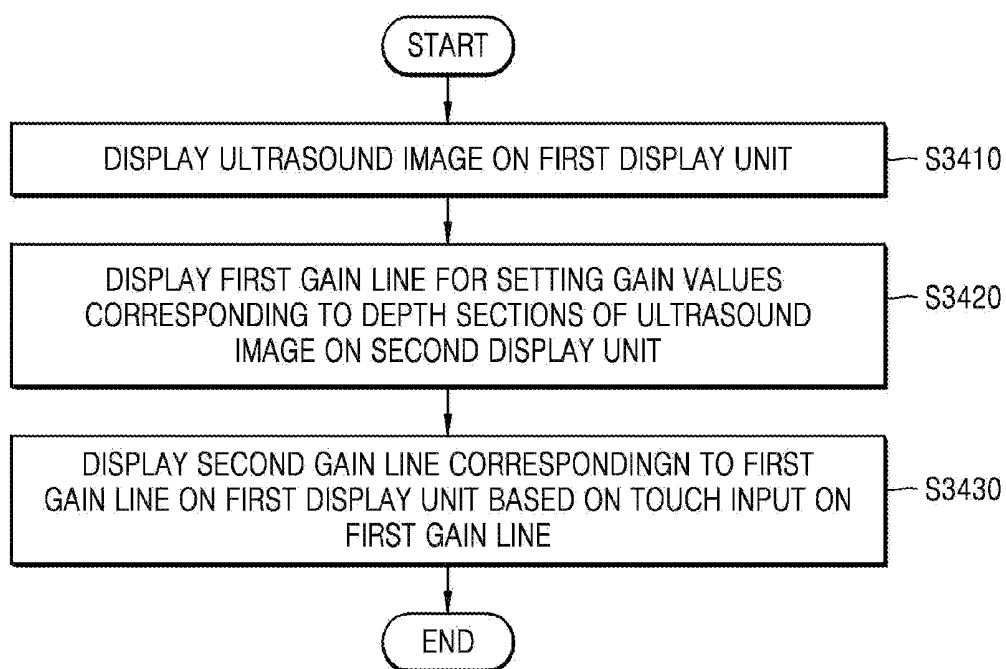 START
DISPLAY ULTRASOUND IMAGE ON FIRST DISPLAY UNIT
S3410
DISPLAY FIRST GAIN LINE FOR SETTING GAIN VALUES
CORRESPONDING TO DEPTH SECTIONS OF ULTRASOUND
IMAGE ON SECOND DISPLAY UNIT
S3420
DISPLAY SECOND GAIN LINE CORRESPONDINGN TO FIRST
GAIN LINE ON FIRST DISPLAY UNIT BASED ON TOUCH INPUT ON
FIRST GAIN LINE
S3430
END